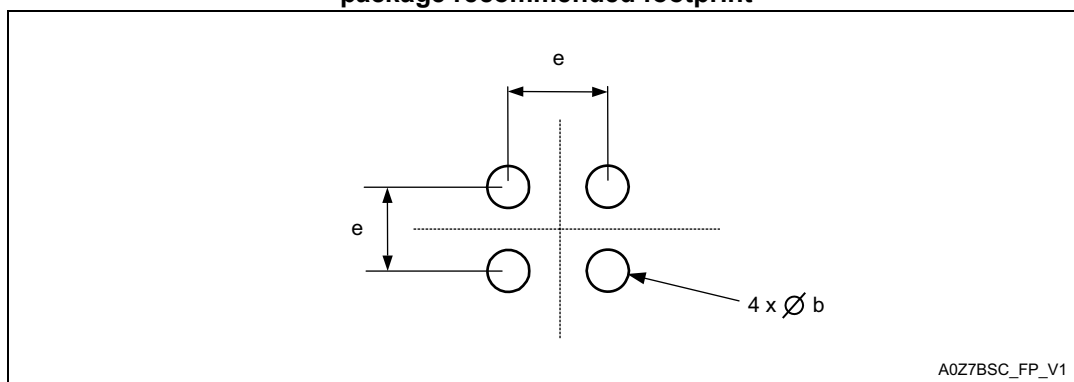 package recommended footprint
e
e
4 x Ø b
A0Z7BSC_FP_V1